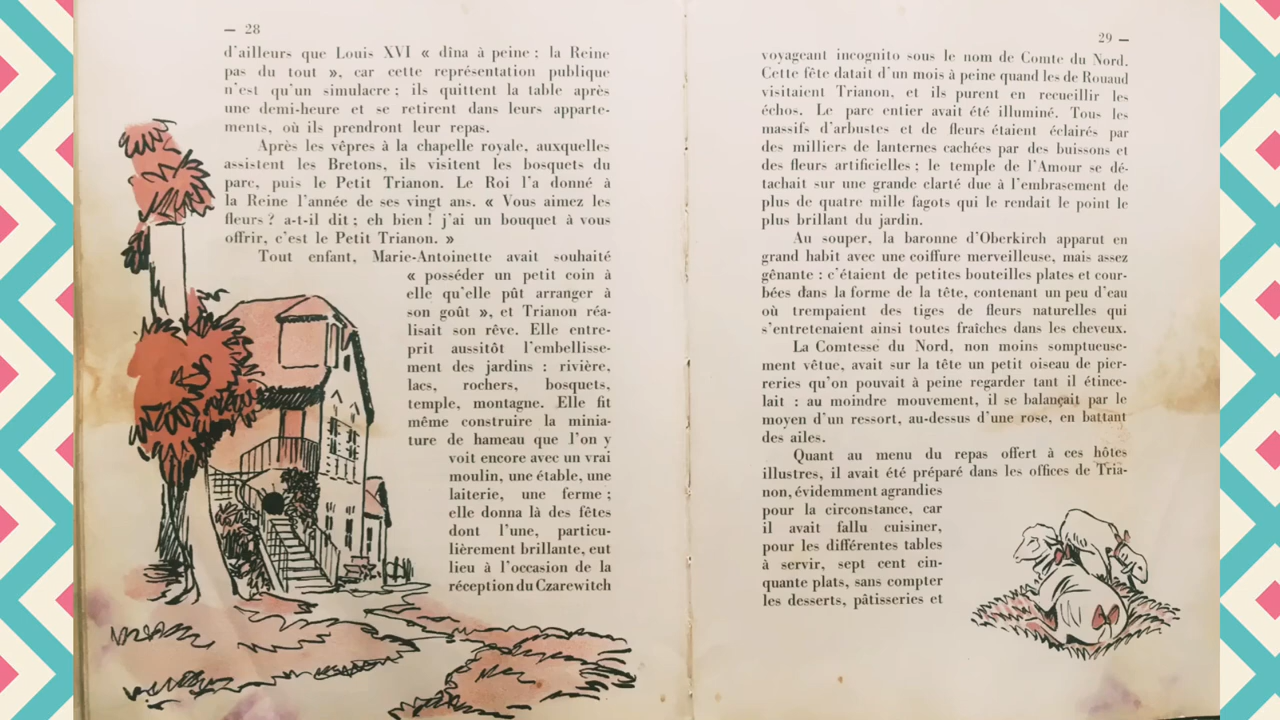 — 28
d'ailleurs que Louis XVI « dîna à peine ; la Reine
pas du tout », car cette représentation publique
n'est qu'un simulacre ; ils quittent la table après
une demi-heure et se retirent dans leurs apparte-
ments, où ils prendront leur repas.
Après les vêpres à la chapelle royale, auxquelles
assistent les Bretons, ils visitent les bosquets du
parc, puis le Petit Trianon. Le Roi l'a donné à
la Reine l'année de ses vingt ans. « Vous aimez les
fleurs ? a-t-il dit ; eh bien ! j'ai un bouquet à vous
offrir, c'est le Petit Trianon. »
Tout enfant, Marie-Antoinette avait souhaité
« posséder un petit coin à
elle qu'elle pût arranger à
son goût », et Trianon réa-
lisait son rêve. Elle entre-
prit aussitôt l'embellisse-
ment des jardins : rivière,
lacs, rochers, bosquets,
temple, montagne. Elle fit
même construire la minia-
ture de hameau que l'on y
voit encore avec un vrai
moulin, une étable, une
laiterie, une ferme ;
elle donna là des fêtes
dont l'une, particu-
lièrement brillante, eut
lieu à l'occasion de la
réception du Czarewitch
29 —
voyageant incognito sous le nom de Comte du Nord.
Cette fête datait d'un mois à peine quand les de Rouaud
visitaient Trianon, et ils purent en recueillir les
échos. Le parc entier avait été illuminé. Tous les
massifs d'arbustes et de fleurs étaient éclairés par
des milliers de lanternes cachées par des buissons et
des fleurs artificielles ; le temple de l'Amour se dé-
tachait sur une grande clarté due à l'embrasement de
plus de quatre mille fagots qui le rendait le point le
plus brillant du jardin.
Au souper, la baronne d'Oberkirch apparut en
grand habit avec une coiffure merveilleuse, mais assez
gênante : c'étaient de petites bouteilles plates et cour-
bées dans la forme de la tête, contenant un peu d'eau
où trempaient des tiges de fleurs naturelles qui
s'entretenaient ainsi toutes fraîches dans les cheveux.
La Comtesse du Nord, non moins somptueuse-
ment vêtue, avait sur la tête un petit oiseau de pier-
reries qu'on pouvait à peine regarder tant il étince-
lait : au moindre mouvement, il se balançait par le
moyen d'un ressort, au-dessus d'une rose, en battant
des ailes.
Quant au menu du repas offert à ces hôtes
illustres, il avait été préparé dans les offices de Tria-
non, évidemment agrandies
pour la circonstance, car
il avait fallu cuisiner,
pour les différentes tables
à servir, sept cent cin-
quante plats, sans compter
les desserts, pâtisseries et